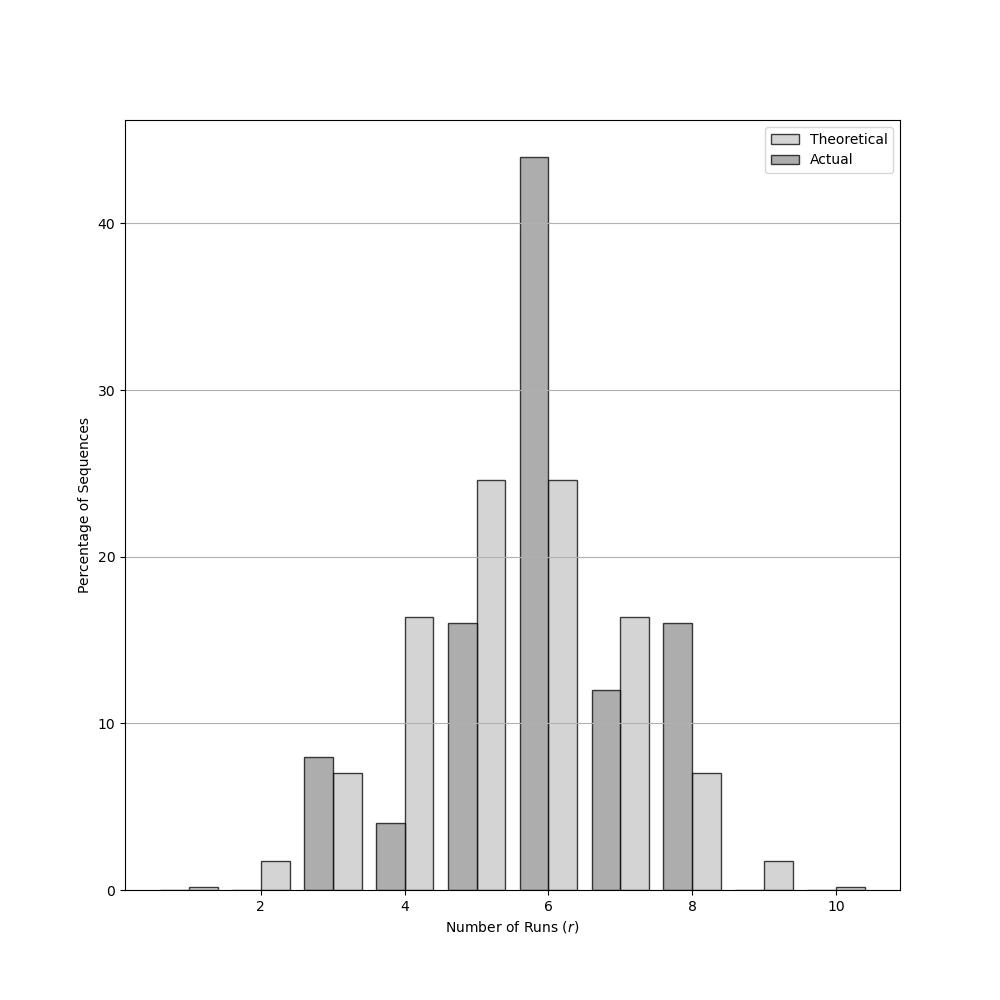 Theoretical
Actual
40
30
20
10
0
Percentage of Sequences
2 4 6 8 10
Number of Runs (r)